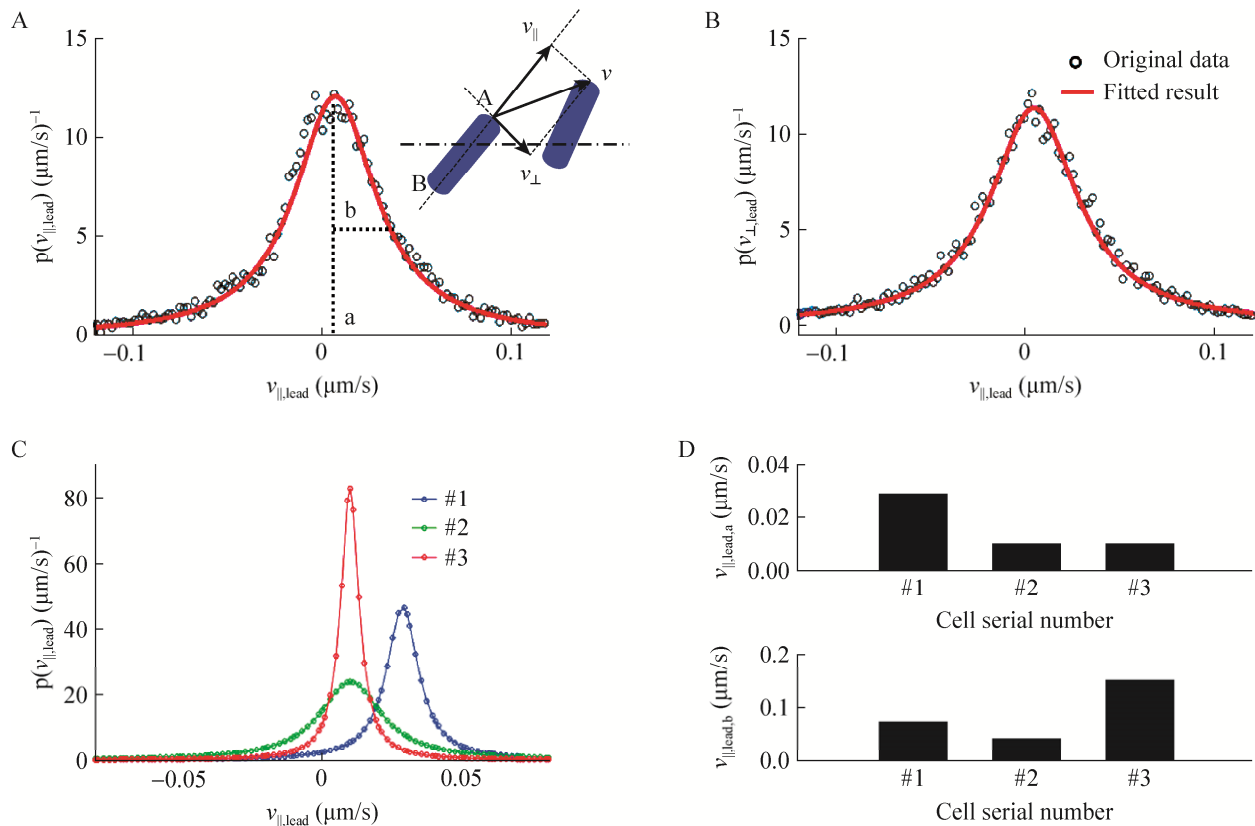 A
15
10
5
0
p(v||,lead) (μm/s)⁻¹
−0.1
0
0.1
v||,lead (μm/s)
a
b
v||
v
A
v⊥
B
B
15
10
5
0
p(v⊥,lead) (μm/s)⁻¹
Original data
Fitted result
−0.1
0
0.1
v||,lead (μm/s)
C
80
60
40
20
0
p(v||,lead) (μm/s)⁻¹
#1
#2
#3
−0.05
0
0.05
v||,lead (μm/s)
D
0.04
0.02
0.00
v||,lead,a (μm/s)
#1 #2 #3
Cell serial number
0.2
0.1
0.0
v||,lead,b (μm/s)
#1 #2 #3
Cell serial number